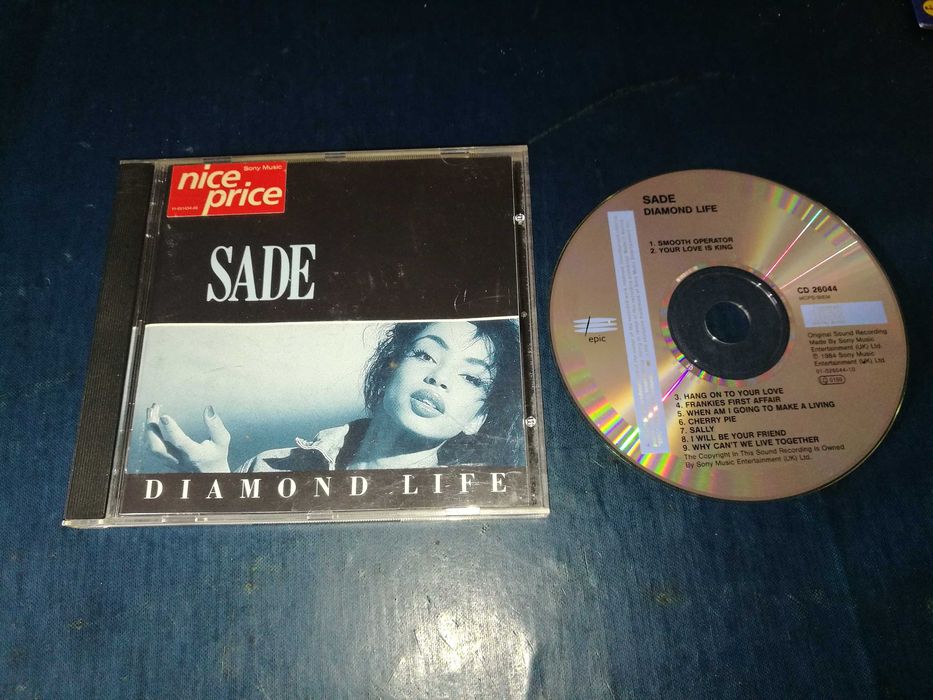 Sony Music
nice
price
SADE
DIAMOND LIFE
SADE
DIAMOND LIFE
1. SMOOTH OPERATOR
2. YOUR LOVE IS KING
CD 26044
epic
Original Sound Recording
Made By Sony Music
Entertainment (UK) Ltd.
℗ 1984 Sony Music
Entertainment (UK) Ltd.
01-026044-10
3. HANG ON TO YOUR LOVE
4. FRANKIES FIRST AFFAIR
5. WHEN AM I GOING TO MAKE A LIVING
6. CHERRY PIE
7. SALLY
8. I WILL BE YOUR FRIEND
9. WHY CAN'T WE LIVE TOGETHER
The Copyright In This Sound Recording Is Owned
By Sony Music Entertainment (UK) Ltd.